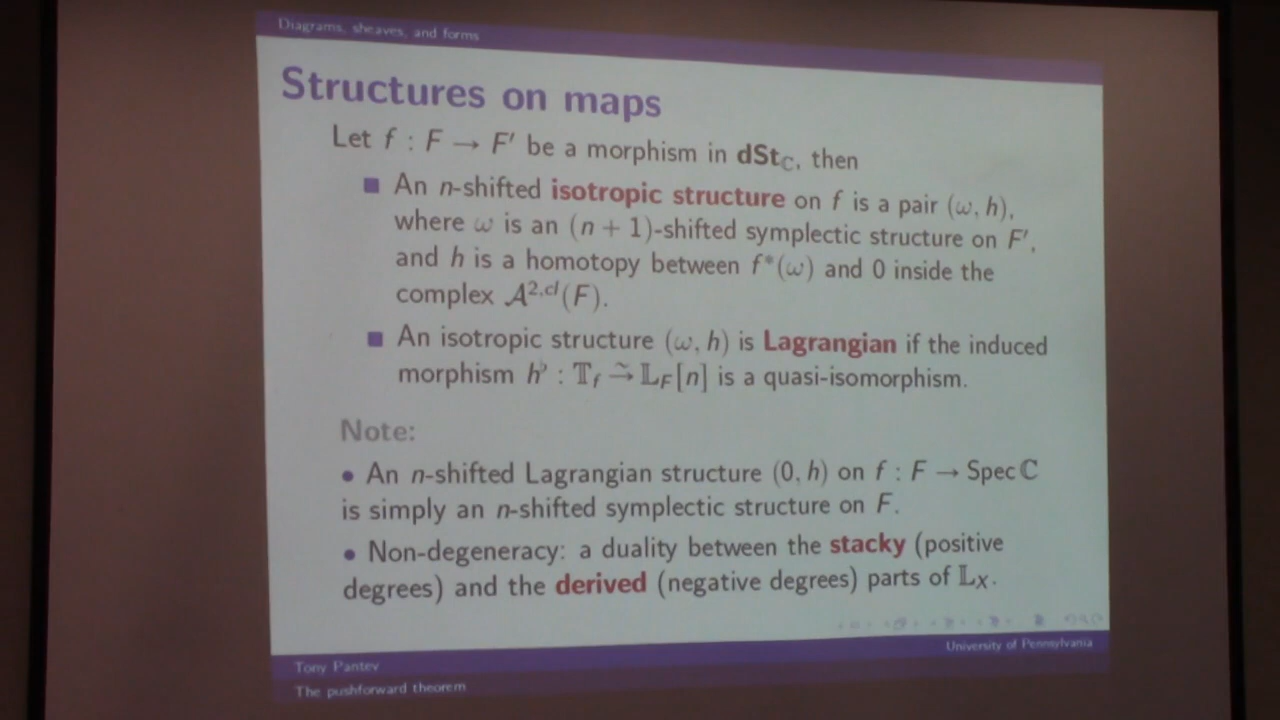 Diagrams, sheaves, and forms
Structures on maps
Let f : F → F′ be a morphism in dSt_ℂ, then
■ An n-shifted isotropic structure on f is a pair (ω, h),
where ω is an (n + 1)-shifted symplectic structure on F′,
and h is a homotopy between f*(ω) and 0 inside the
complex 𝒜^{2,cl}(F).
■ An isotropic structure (ω, h) is Lagrangian if the induced
morphism h^♭ : 𝕋_f ⥲ 𝕃_F[n] is a quasi-isomorphism.
Note:
• An n-shifted Lagrangian structure (0, h) on f : F → Spec ℂ
is simply an n-shifted symplectic structure on F.
• Non-degeneracy: a duality between the stacky (positive
degrees) and the derived (negative degrees) parts of 𝕃_X.
Tony Pantev
University of Pennsylvania
The pushforward theorem